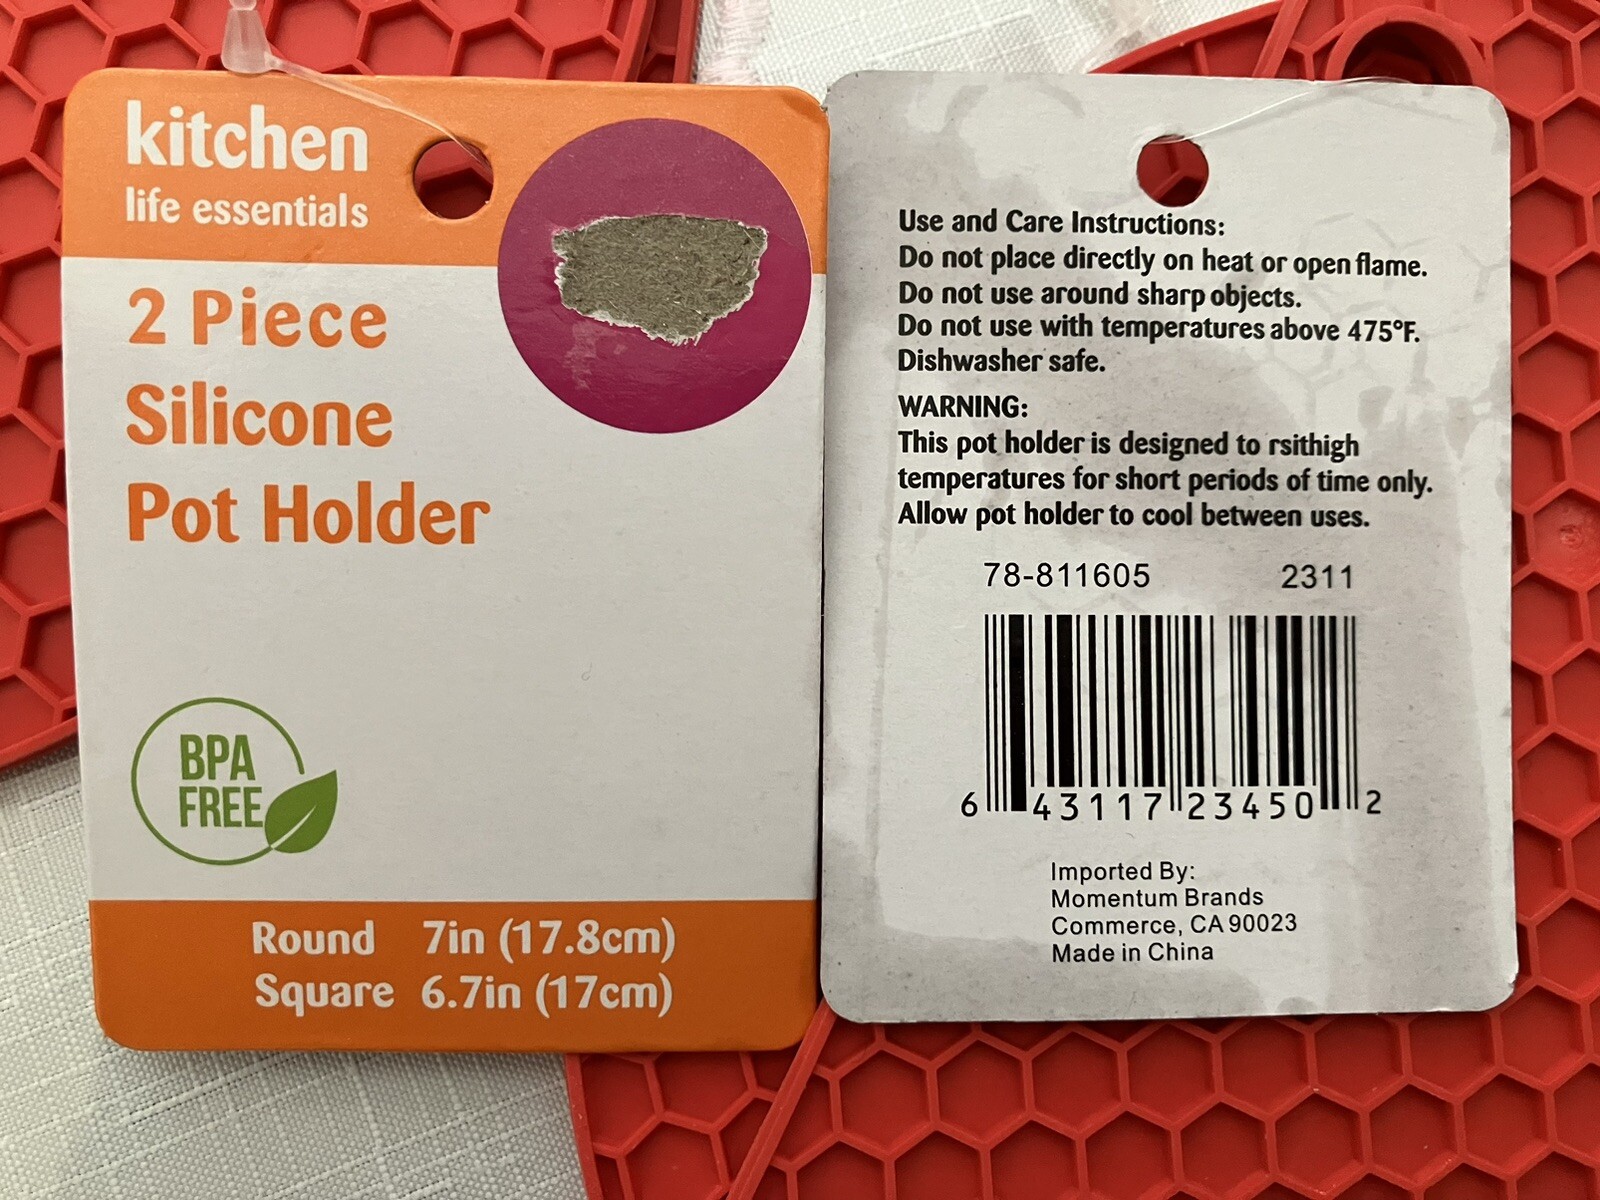 kitchen
life essentials
2 Piece
Silicone
Pot Holder
BPA
FREE
Round 7in (17.8cm)
Square 6.7in (17cm)
Use and Care Instructions:
Do not place directly on heat or open flame.
Do not use around sharp objects.
Do not use with temperatures above 475°F.
Dishwasher safe.
WARNING:
This pot holder is designed to rsithigh
temperatures for short periods of time only.
Allow pot holder to cool between uses.
78-811605 2311
6 43117 23450 2
Imported By:
Momentum Brands
Commerce, CA 90023
Made in China